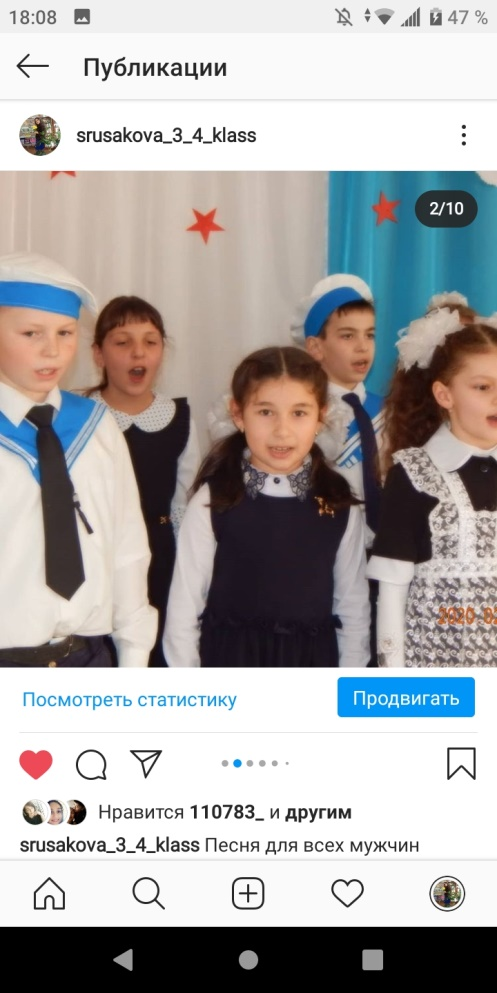 18:08
47 %
Публикации
srusakova_3_4_klass
2/10
Посмотреть статистику
Продвигать
Нравится 110783_ и другим
srusakova_3_4_klass Песня для всех мужчин